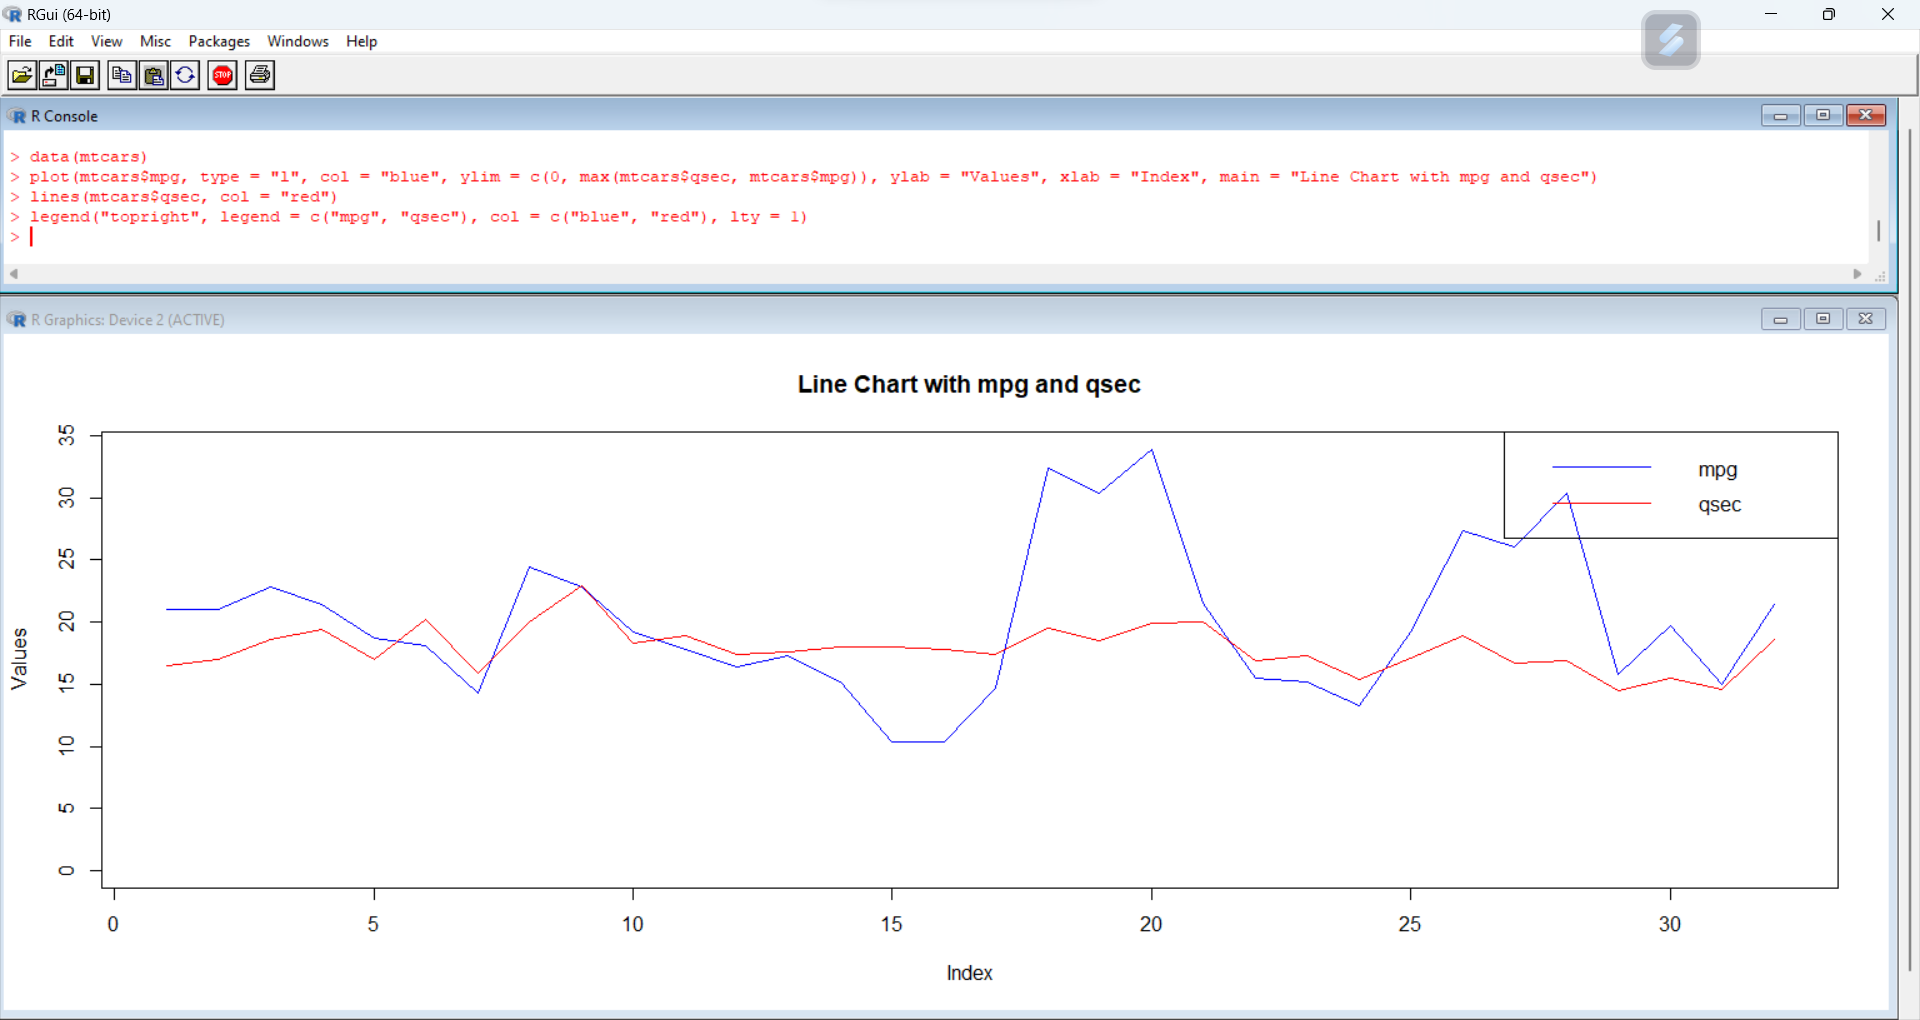 RGui (64-bit)
File Edit View Misc Packages Windows Help
STOP
R Console
> data(mtcars)
> plot(mtcars$mpg, type = "l", col = "blue", ylim = c(0, max(mtcars$qsec, mtcars$mpg)), ylab = "Values", xlab = "Index", main = "Line Chart with mpg and qsec")
> lines(mtcars$qsec, col = "red")
> legend("topright", legend = c("mpg", "qsec"), col = c("blue", "red"), lty = 1)
>
R Graphics: Device 2 (ACTIVE)
Line Chart with mpg and qsec
mpg
qsec
35
30
25
20
15
10
5
0
Values
0 5 10 15 20 25 30
Index